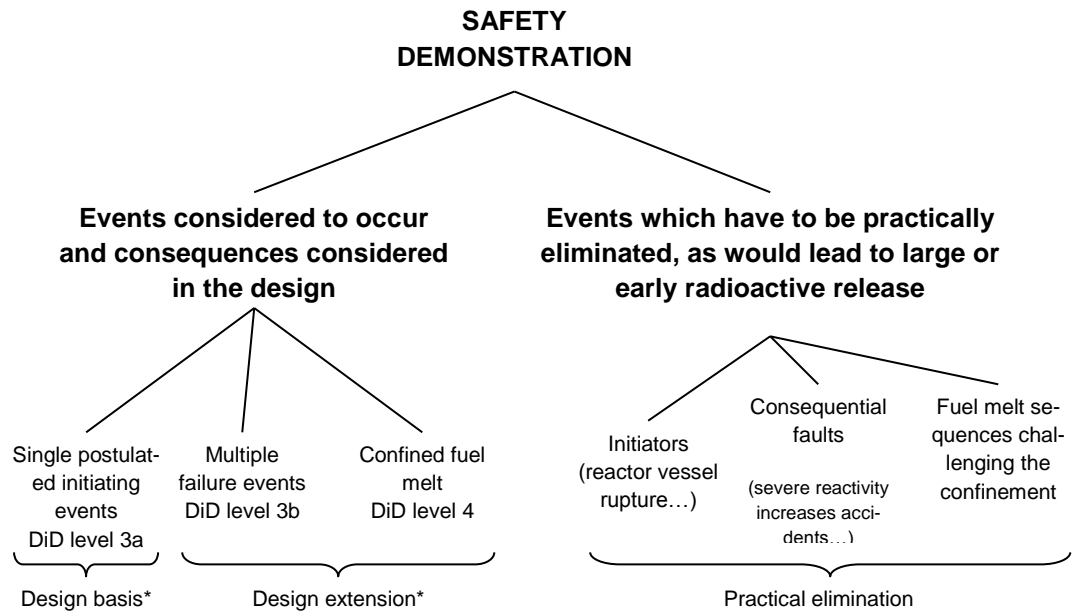 SAFETY
DEMONSTRATION
Events considered to occur
and consequences considered
in the design
Events which have to be practically
eliminated, as would lead to large or
early radioactive release
Single postulat-
ed initiating
events
DiD level 3a
Multiple
failure events
DiD level 3b
Confined fuel
melt
DiD level 4
Initiators
(reactor vessel
rupture…)
Consequential
faults
(severe reactivity
increases acci-
dents…)
Fuel melt se-
quences chal-
lenging the
confinement
Design basis*
Design extension*
Practical elimination